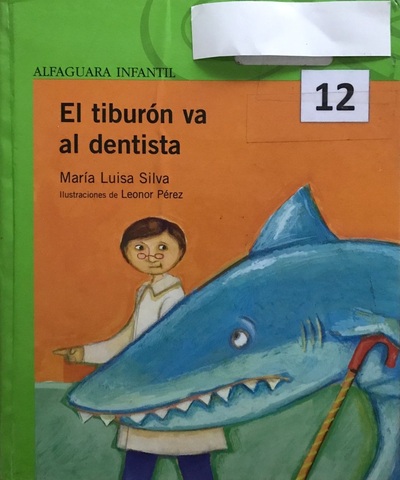 ALFAGUARA INFANTIL
12
El tiburón va
al dentista
María Luisa Silva
Ilustraciones de Leonor Pérez